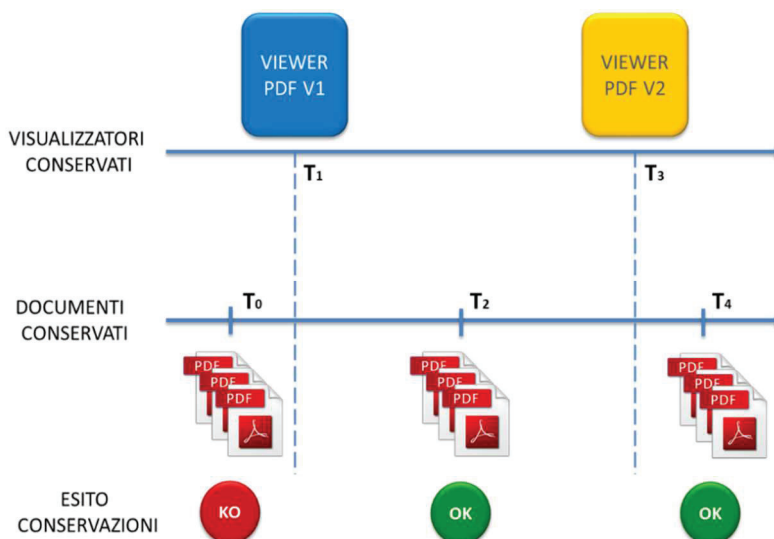 VIEWER
PDF V1
VIEWER
PDF V2
VISUALIZZATORI
CONSERVATI
T1
T3
DOCUMENTI
CONSERVATI
T0
T2
T4
PDF
PDF
PDF
PDF
PDF
PDF
PDF
PDF
PDF
ESITO
CONSERVAZIONI
KO
OK
OK